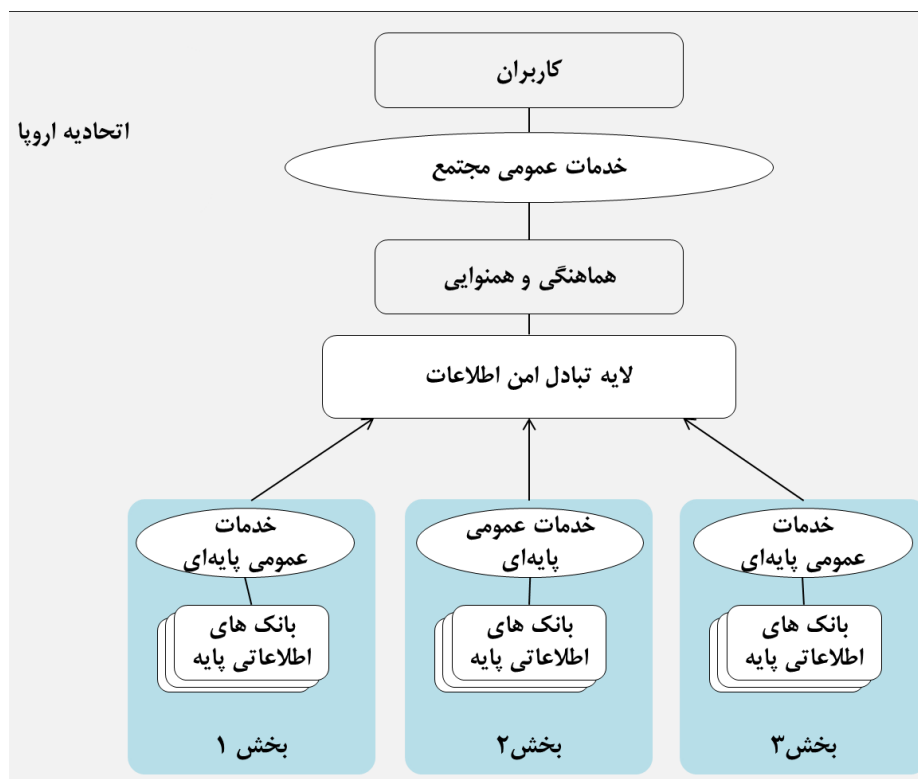 کاربران
اتحادیه اروپا
خدمات عمومی مجتمع
هماهنگی و همنوایی
لایه تبادل امن اطلاعات
خدمات
عمومی پایه‌ای
بانک های
اطلاعاتی پایه
بخش ۱
خدمات عمومی
پایه‌ای
بانک های
اطلاعاتی پایه
بخش۲
خدمات
عمومی پایه‌ای
بانک های
اطلاعاتی پایه
بخش۳